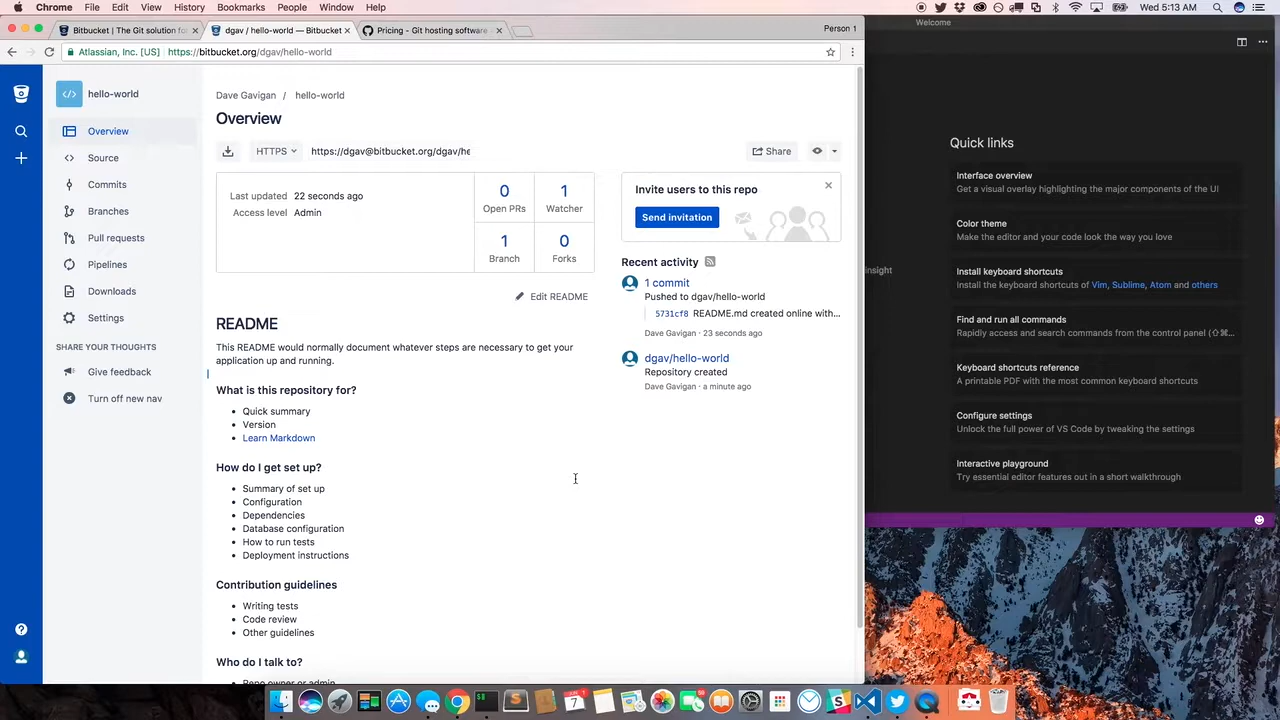 Chrome File Edit View History Bookmarks People Window Help
Wed 5:13 AM
Bitbucket | The Git solution fo
dgav / hello-world — Bitbucket
Pricing - Git hosting software
Person 1
Atlassian, Inc. [US] https://bitbucket.org/dgav/hello-world
hello-world
Overview
Source
Commits
Branches
Pull requests
Pipelines
Downloads
Settings
SHARE YOUR THOUGHTS
Give feedback
Turn off new nav
Dave Gavigan / hello-world
Overview
HTTPS https://dgav@bitbucket.org/dgav/he
Share
Last updated 22 seconds ago
Access level Admin
0
Open PRs
1
Watcher
1
Branch
0
Forks
Edit README
README
This README would normally document whatever steps are necessary to get your
application up and running.
What is this repository for?
• Quick summary
• Version
• Learn Markdown
How do I get set up?
• Summary of set up
• Configuration
• Dependencies
• Database configuration
• How to run tests
• Deployment instructions
Contribution guidelines
• Writing tests
• Code review
• Other guidelines
Who do I talk to?
• Repo owner or admin
Invite users to this repo
Send invitation
Recent activity
1 commit
Pushed to dgav/hello-world
5731cf8 README.md created online with...
Dave Gavigan · 23 seconds ago
dgav/hello-world
Repository created
Dave Gavigan · a minute ago
Welcome
insight
Quick links
Interface overview
Get a visual overlay highlighting the major components of the UI
Color theme
Make the editor and your code look the way you love
Install keyboard shortcuts
Install the keyboard shortcuts of Vim, Sublime, Atom and others
Find and run all commands
Rapidly access and search commands from the control panel (⇧⌘...
Keyboard shortcuts reference
A printable PDF with the most common keyboard shortcuts
Configure settings
Unlock the full power of VS Code by tweaking the settings
Interactive playground
Try essential editor features out in a short walkthrough